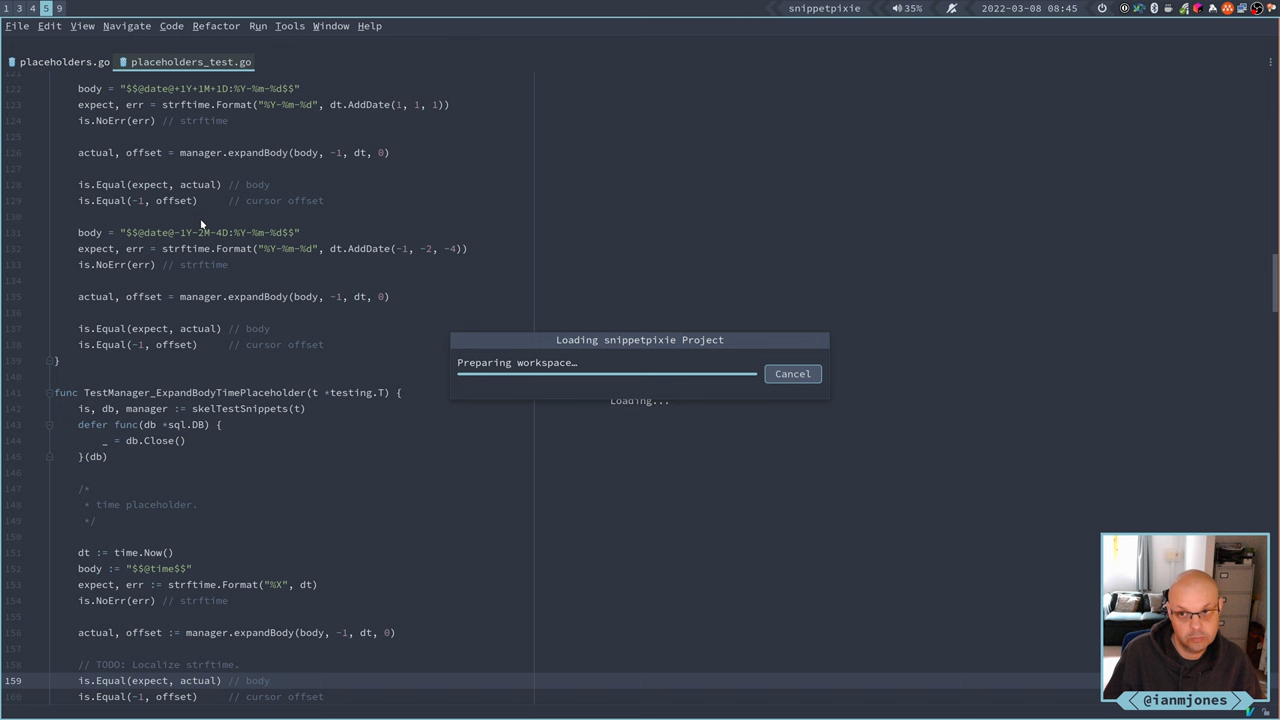 1 3 4 5 9 snippetpixie 35% 2022-03-08 08:45
File Edit View Navigate Code Refactor Run Tools Window Help
placeholders.go placeholders_test.go
121
122 body = "$$@date@+1Y+1M+1D:%Y-%m-%d$$"
123 expect, err = strftime.Format("%Y-%m-%d", dt.AddDate(1, 1, 1))
124 is.NoErr(err) // strftime
125
126 actual, offset = manager.expandBody(body, -1, dt, 0)
127
128 is.Equal(expect, actual) // body
129 is.Equal(-1, offset) // cursor offset
130
131 body = "$$@date@-1Y-2M-4D:%Y-%m-%d$$"
132 expect, err = strftime.Format("%Y-%m-%d", dt.AddDate(-1, -2, -4))
133 is.NoErr(err) // strftime
134
135 actual, offset = manager.expandBody(body, -1, dt, 0)
136
137 is.Equal(expect, actual) // body
138 is.Equal(-1, offset) // cursor offset
139 }
140
141 func TestManager_ExpandBodyTimePlaceholder(t *testing.T) {
142 is, db, manager := skelTestSnippets(t)
143 defer func(db *sql.DB) {
144 _ = db.Close()
145 }(db)
146
147 /*
148 * time placeholder.
149 */
150
151 dt := time.Now()
152 body := "$$@time$$"
153 expect, err := strftime.Format("%X", dt)
154 is.NoErr(err) // strftime
155
156 actual, offset := manager.expandBody(body, -1, dt, 0)
157
158 // TODO: Localize strftime.
159 is.Equal(expect, actual) // body
160 is.Equal(-1, offset) // cursor offset
Loading snippetpixie Project
Preparing workspace…
Cancel
Loading...
@ianmjones